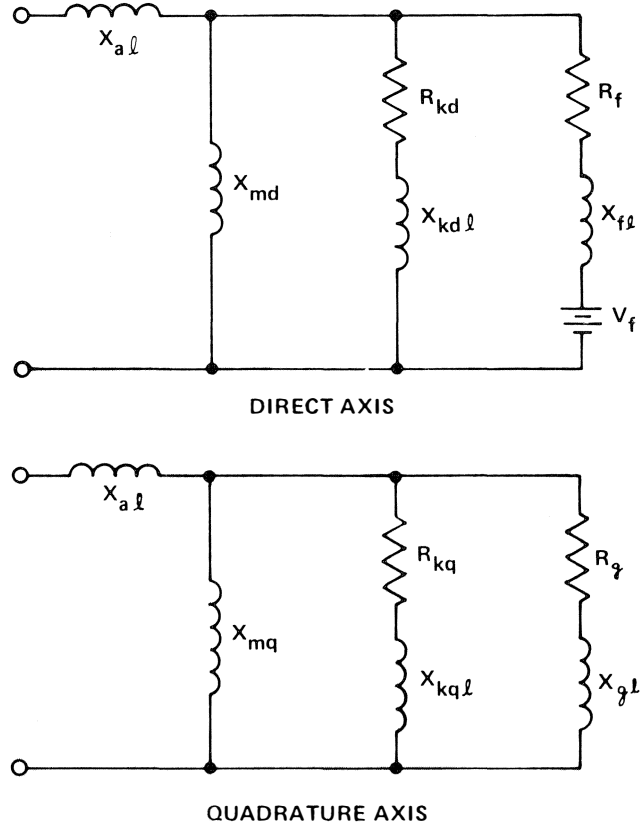 X_aℓ
R_kd
R_f
X_md
X_kdℓ
X_fℓ
V_f
DIRECT AXIS
X_aℓ
R_kq
R_g
X_mq
X_kqℓ
X_gℓ
QUADRATURE AXIS